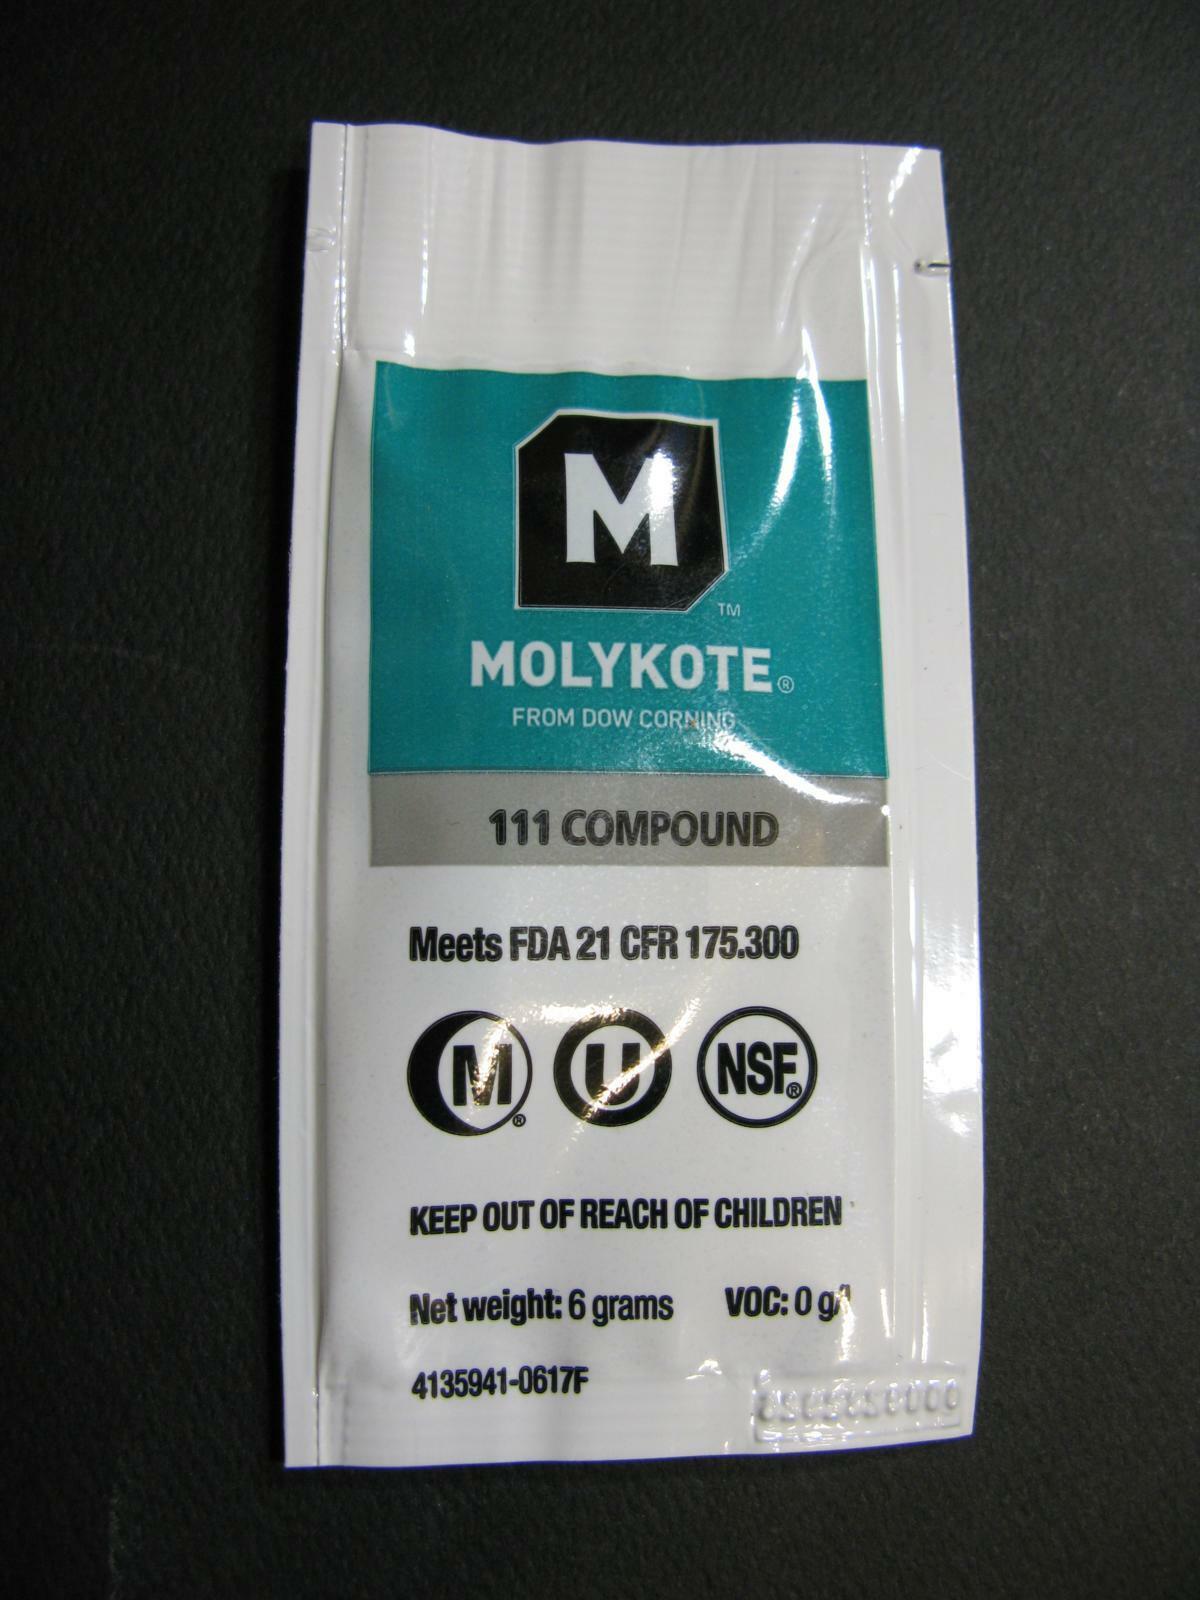 M
TM
MOLYKOTE®
FROM DOW CORNING
111 COMPOUND
Meets FDA 21 CFR 175.300
M® U NSF®
KEEP OUT OF REACH OF CHILDREN
Net weight: 6 grams VOC: 0 g/l
4135941-0617F